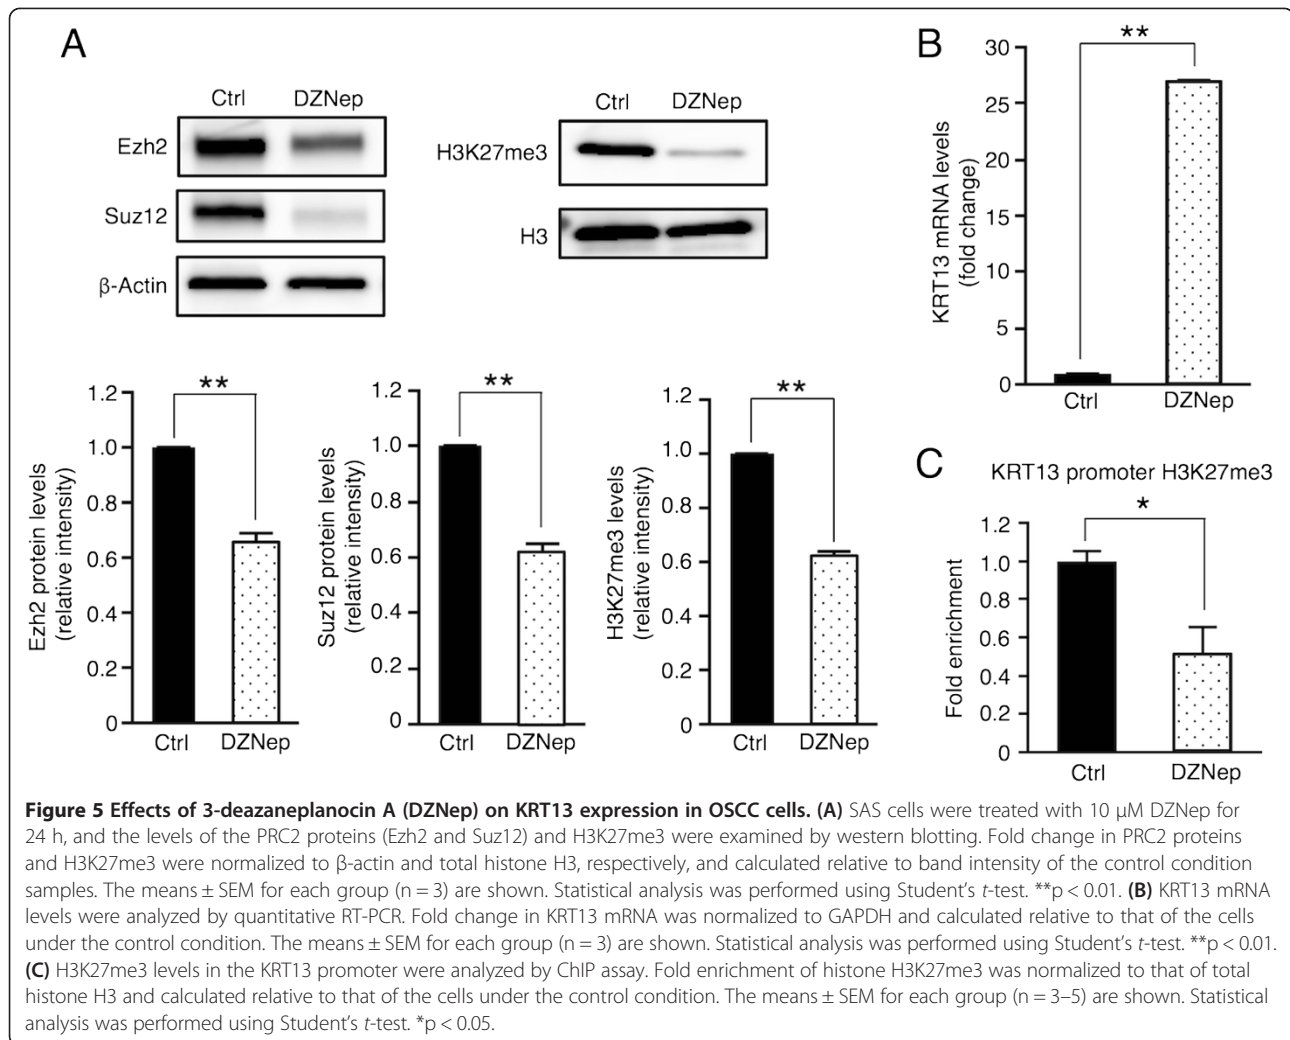 A
Ctrl DZNep
Ezh2
Suz12
β-Actin
Ctrl DZNep
H3K27me3
H3
Ezh2 protein levels
(relative intensity)
1.2
1.0
0.8
0.6
0.4
0.2
0
**
Ctrl DZNep
Suz12 protein levels
(relative intensity)
1.2
1.0
0.8
0.6
0.4
0.2
0
**
Ctrl DZNep
H3K27me3 levels
(relative intensity)
1.2
1.0
0.8
0.6
0.4
0.2
0
**
Ctrl DZNep
B
KRT13 mRNA levels
(fold change)
30
25
20
15
10
5
0
**
Ctrl DZNep
C
KRT13 promoter H3K27me3
Fold enrichment
1.2
1.0
0.8
0.6
0.4
0.2
0
*
Ctrl DZNep
Figure 5 Effects of 3-deazaneplanocin A (DZNep) on KRT13 expression in OSCC cells. (A) SAS cells were treated with 10 μM DZNep for
24 h, and the levels of the PRC2 proteins (Ezh2 and Suz12) and H3K27me3 were examined by western blotting. Fold change in PRC2 proteins
and H3K27me3 were normalized to β-actin and total histone H3, respectively, and calculated relative to band intensity of the control condition
samples. The means ± SEM for each group (n = 3) are shown. Statistical analysis was performed using Student's t-test. **p < 0.01. (B) KRT13 mRNA
levels were analyzed by quantitative RT-PCR. Fold change in KRT13 mRNA was normalized to GAPDH and calculated relative to that of the cells
under the control condition. The means ± SEM for each group (n = 3) are shown. Statistical analysis was performed using Student's t-test. **p < 0.01.
(C) H3K27me3 levels in the KRT13 promoter were analyzed by ChIP assay. Fold enrichment of histone H3K27me3 was normalized to that of total
histone H3 and calculated relative to that of the cells under the control condition. The means ± SEM for each group (n = 3–5) are shown. Statistical
analysis was performed using Student's t-test. *p < 0.05.